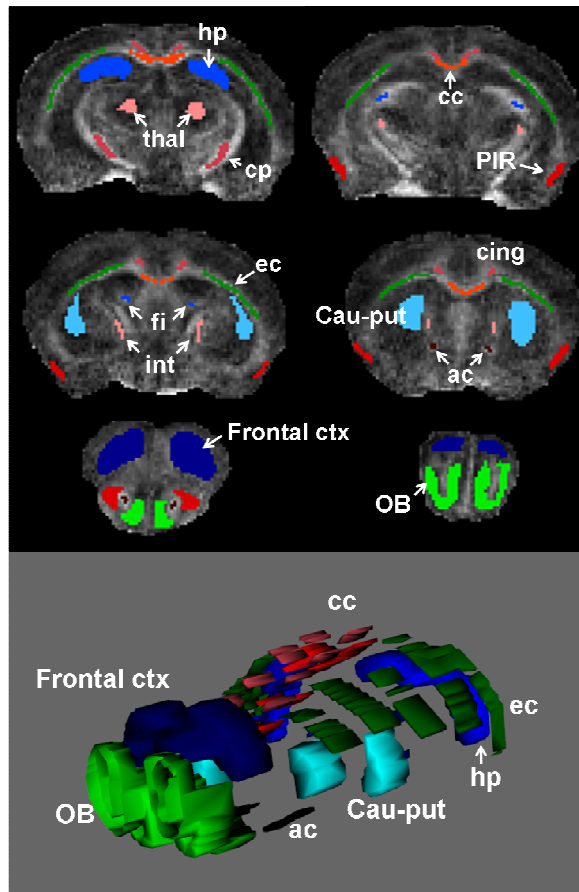 hp
cc
thal
cp
PIR
ec
cing
fi
Cau-put
int
ac
Frontal ctx
OB
cc
Frontal ctx
ec
hp
OB
ac
Cau-put